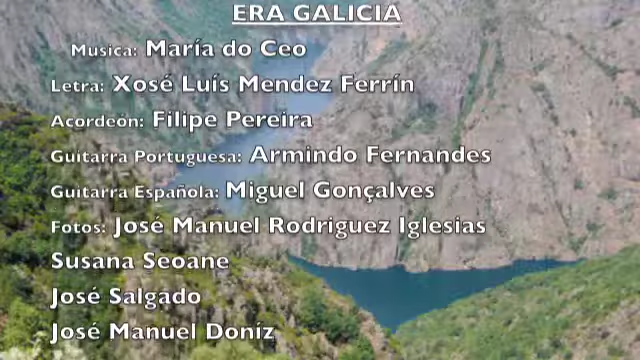 ERA GALICIA
Musica: María do Ceo
Letra: Xosé Luís Mendez Ferrín
Acordeon: Filipe Pereira
Guitarra Portuguesa: Armindo Fernandes
Guitarra Española: Miguel Gonçalves
Fotos: José Manuel Rodriguez Iglesias
Susana Seoane
José Salgado
José Manuel Doníz